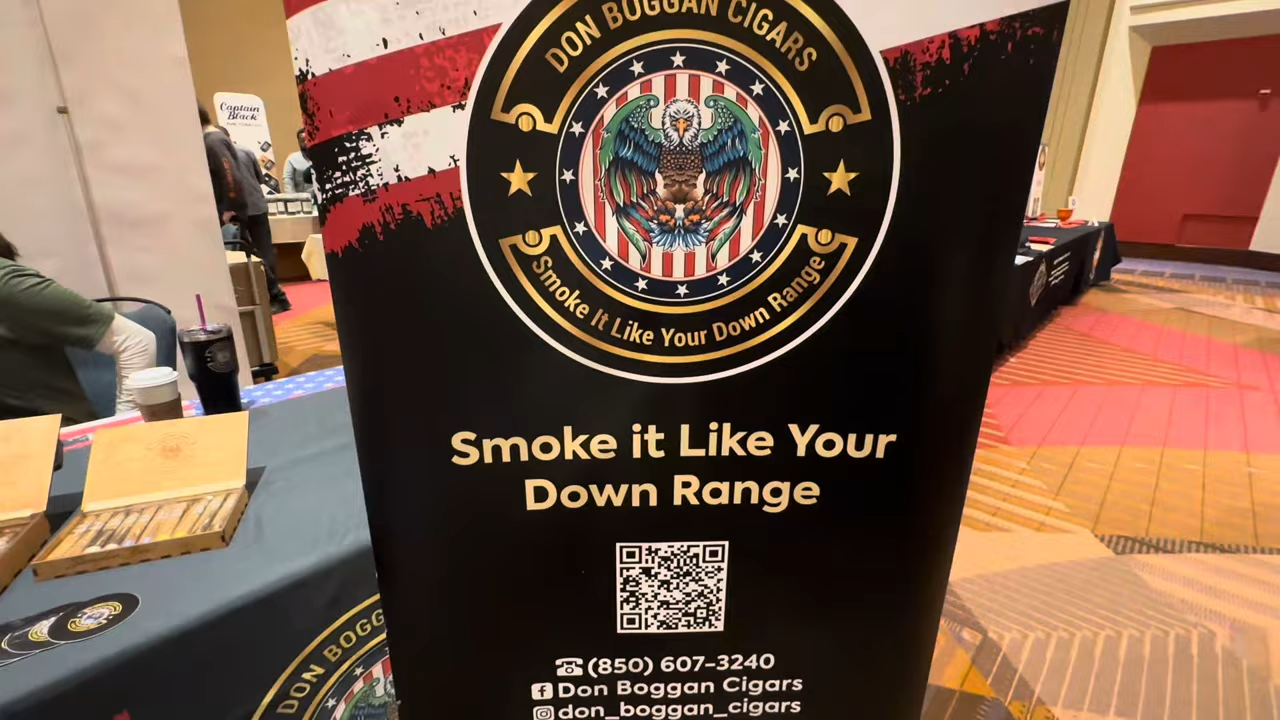 DON BOGGAN CIGARS
Smoke It Like Your Down Range
Smoke it Like Your
Down Range
(850) 607-3240
Don Boggan Cigars
don_boggan_cigars
Captain
Black
DON BOGG